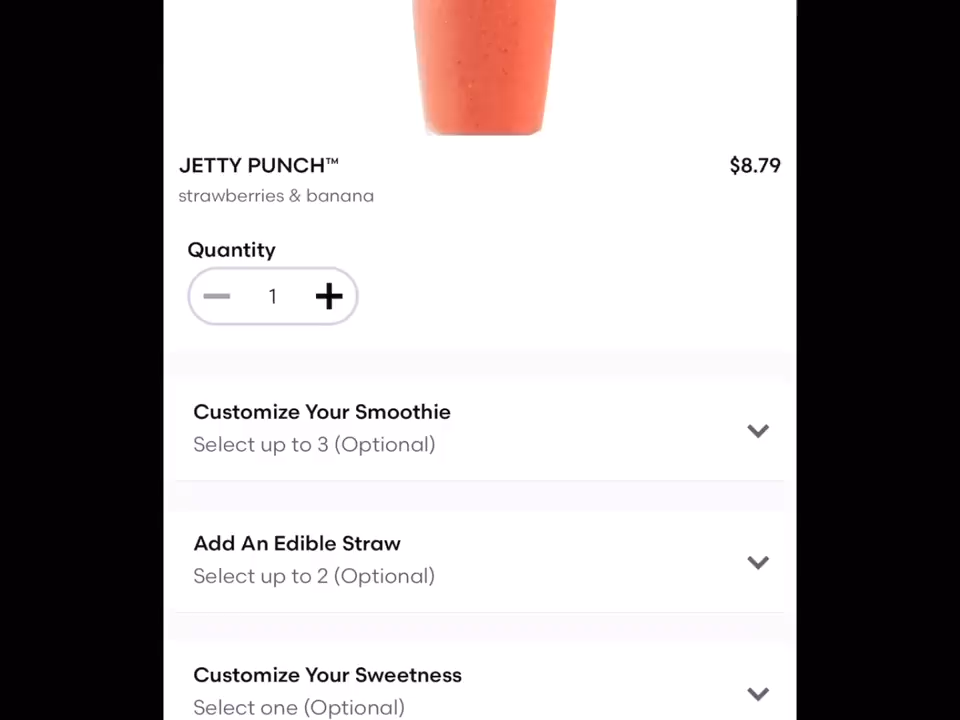 JETTY PUNCH™ $8.79
strawberries & banana
Quantity
1
Customize Your Smoothie
Select up to 3 (Optional)
Add An Edible Straw
Select up to 2 (Optional)
Customize Your Sweetness
Select one (Optional)